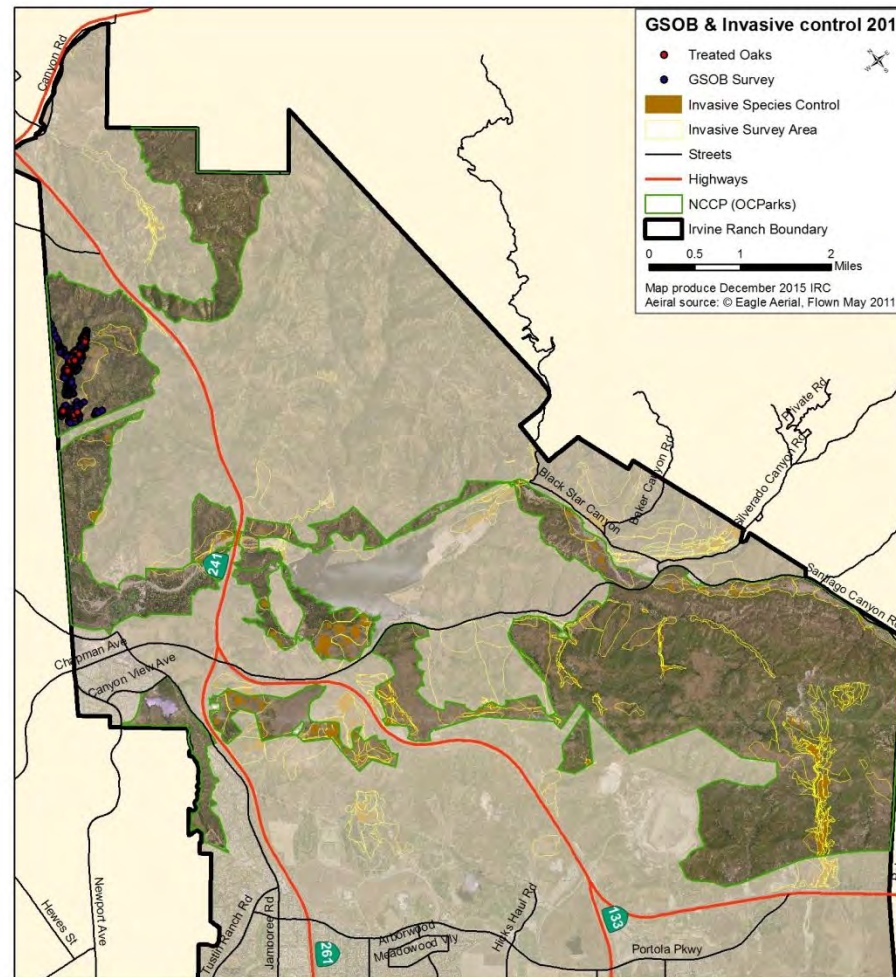 GSOB & Invasive control 201
Treated Oaks
GSOB Survey
Invasive Species Control
Invasive Survey Area
Streets
Highways
NCCP (OCParks)
Irvine Ranch Boundary
0 0.5 1 2
Miles
Map produce December 2015 IRC
Aeiral source: © Eagle Aerial, Flown May 2011
Canyon Rd
Private Rd
Silverado Canyon Rd
Baker Canyon Rd
Black Star Canyon
Santiago Canyon Rd
241
Chapman Ave
Canyon View Ave
Hewes St
Newport Ave
Tustin Ranch Rd
Jamboree Rd
261
Arborwood
Meadowood Vly
Hicks Haul Rd
133
Portola Pkwy